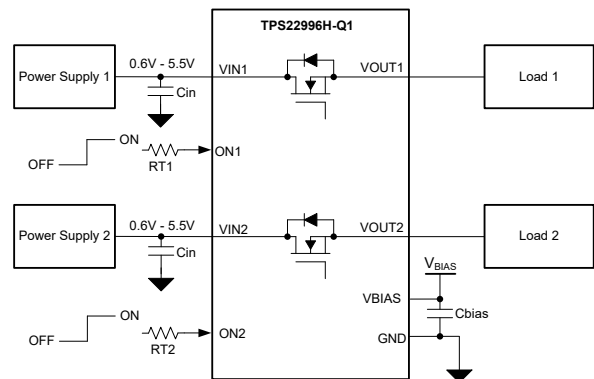 TPS22996H-Q1
Power Supply 1
0.6V - 5.5V
VIN1
VOUT1
Load 1
Cin
OFF
ON
RT1
ON1
Power Supply 2
0.6V - 5.5V
VIN2
VOUT2
Load 2
Cin
VBIAS
VBIAS
Cbias
OFF
ON
RT2
ON2
GND